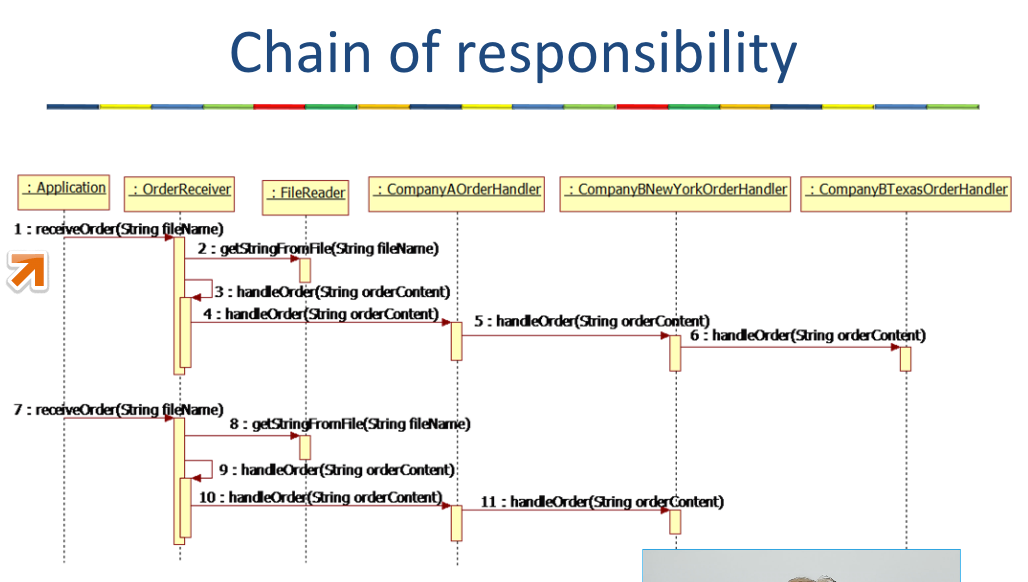 Chain of responsibility
: Application
: OrderReceiver
: FileReader
: CompanyAOrderHandler
: CompanyBNewYorkOrderHandler
: CompanyBTexasOrderHandler
1 : receiveOrder(String fileName)
2 : getStringFromFile(String fileName)
3 : handleOrder(String orderContent)
4 : handleOrder(String orderContent)
5 : handleOrder(String orderContent)
6 : handleOrder(String orderContent)
7 : receiveOrder(String fileName)
8 : getStringFromFile(String fileName)
9 : handleOrder(String orderContent)
10 : handleOrder(String orderContent)
11 : handleOrder(String orderContent)